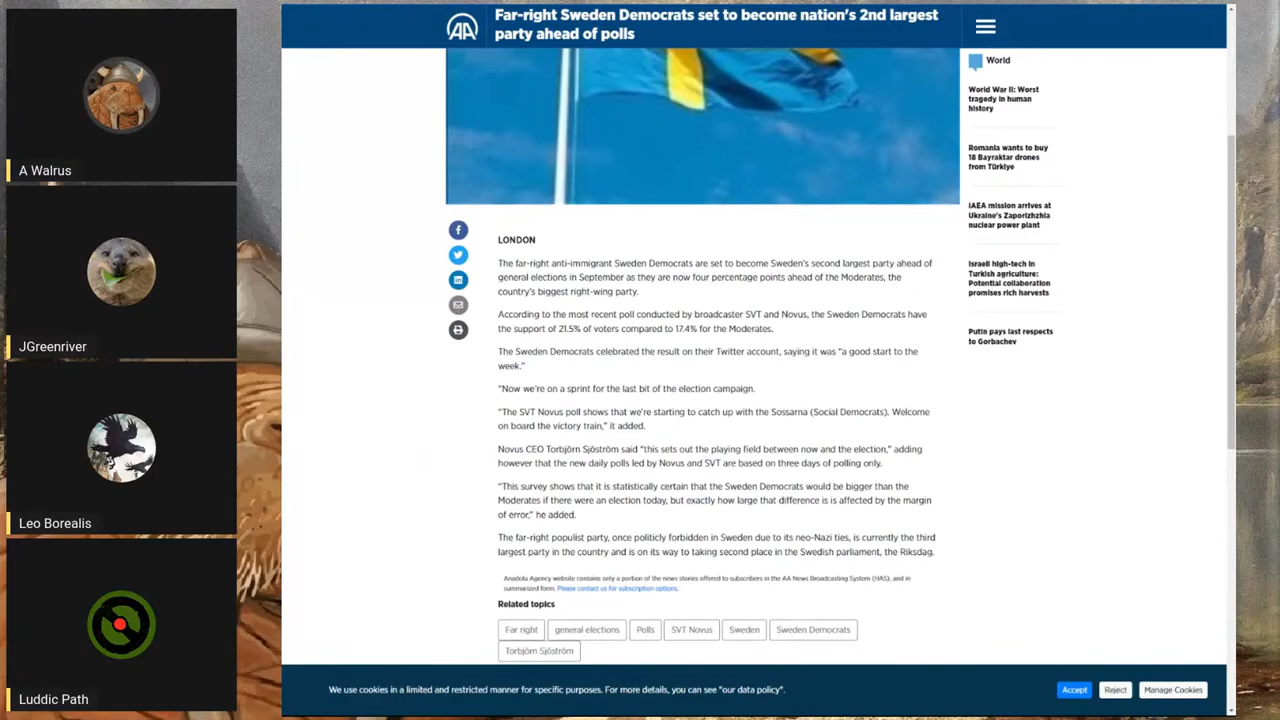 A Walrus
JGreenriver
Leo Borealis
Luddic Path
AA
Far-right Sweden Democrats set to become nation's 2nd largest
party ahead of polls
LONDON
The far-right anti-immigrant Sweden Democrats are set to become Sweden's second largest party ahead of
general elections in September as they are now four percentage points ahead of the Moderates, the
country's biggest right-wing party.
According to the most recent poll conducted by broadcaster SVT and Novus, the Sweden Democrats have
the support of 21.5% of voters compared to 17.4% for the Moderates.
The Sweden Democrats celebrated the result on their Twitter account, saying it was "a good start to the
week."
"Now we're on a sprint for the last bit of the election campaign.
"The SVT Novus poll shows that we're starting to catch up with the Sossarna (Social Democrats). Welcome
on board the victory train," it added.
Novus CEO Torbjörn Sjöström said "this sets out the playing field between now and the election," adding
however that the new daily polls led by Novus and SVT are based on three days of polling only.
"This survey shows that it is statistically certain that the Sweden Democrats would be bigger than the
Moderates if there were an election today, but exactly how large that difference is is affected by the margin
of error," he added.
The far-right populist party, once politicly forbidden in Sweden due to its neo-Nazi ties, is currently the third
largest party in the country and is on its way to taking second place in the Swedish parliament, the Riksdag.
Anadolu Agency website contains only a portion of the news stories offered to subscribers in the AA News Broadcasting System (HAS), and in
summarized form. Please contact us for subscription options.
Related topics
Far right
general elections
Polls
SVT Novus
Sweden
Sweden Democrats
Torbjörn Sjöström
World
World War II: Worst
tragedy in human
history
Romania wants to buy
18 Bayraktar drones
from Türkiye
IAEA mission arrives at
Ukraine's Zaporizhzhia
nuclear power plant
Israeli high-tech in
Turkish agriculture:
Potential collaboration
promises rich harvests
Putin pays last respects
to Gorbachev
We use cookies in a limited and restricted manner for specific purposes. For more details, you can see "our data policy".
Accept
Reject
Manage Cookies